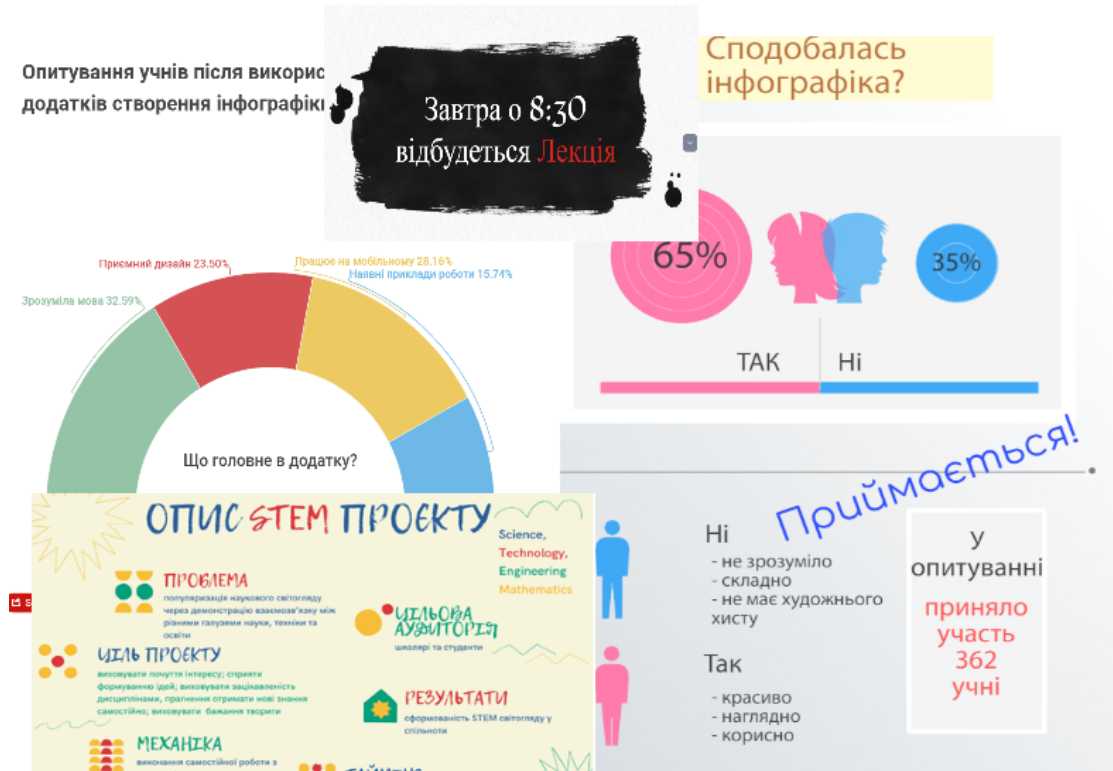 Опитування учнів після
додатків створення
Завтра о 8:30
відбудеться Лекція
Сподобалась
інфографіка?
65%
35%
ТАК
Ні
Приємний дизайн 23.50%
Працює на мобільному 28.16%
Наявні приклади роботи 15.74%
Зрозуміла мова 32.59%
Що головне в додатку?
Приймається!
ОПИС STEM ПРОЄКТУ
Science,
Technology,
Engineering
Mathematics
ПРОБЛЕМА
популяризація наукового світогляду
через демонстрацію взаємозв'язку між
різними галузями науки, техніки та
освіти
ЦІЛЬОВА
АУДИТОРІЯ
школярі та студенти
ЦІЛЬ ПРОЄКТУ
виховувати почуття інтересу; сприяти
формуванню ідей; виховувати зацікавленість
дисциплінами, прагнення отримати нові знання
самостійно; виховувати бажання творити
РЕЗУЛЬТАТИ
сформованість STEM світогляду у
спільноти
МЕХАНІКА
виконання самостійної роботи з
Ні
- не зрозуміло
- складно
- не має художнього
хисту
Так
- красиво
- наглядно
- корисно
У
опитуванні
приняло
участь
362
учні